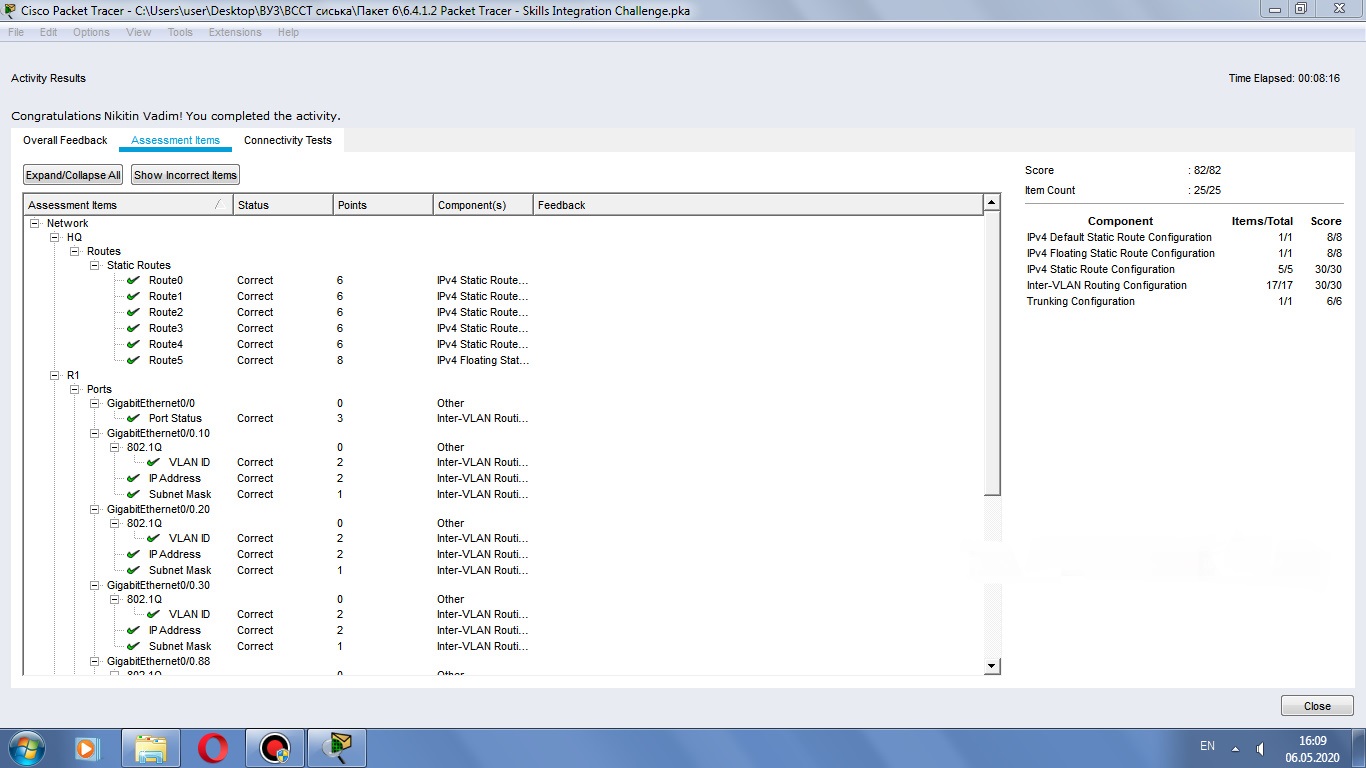 Cisco Packet Tracer - C:\Users\user\Desktop\ВУЗ\ВССТ сиська\Пакет 6\6.4.1.2 Packet Tracer - Skills Integration Challenge.pka
File Edit Options View Tools Extensions Help
Activity Results
Time Elapsed: 00:08:16
Congratulations Nikitin Vadim! You completed the activity.
Overall Feedback Assessment Items Connectivity Tests
Expand/Collapse All Show Incorrect Items
Assessment Items Status Points Component(s) Feedback
Network
HQ
Routes
Static Routes
Route0 Correct 6 IPv4 Static Route...
Route1 Correct 6 IPv4 Static Route...
Route2 Correct 6 IPv4 Static Route...
Route3 Correct 6 IPv4 Static Route...
Route4 Correct 6 IPv4 Static Route...
Route5 Correct 8 IPv4 Floating Stat...
R1
Ports
GigabitEthernet0/0 0 Other
Port Status Correct 3 Inter-VLAN Routi...
GigabitEthernet0/0.10
802.1Q 0 Other
VLAN ID Correct 2 Inter-VLAN Routi...
IP Address Correct 2 Inter-VLAN Routi...
Subnet Mask Correct 1 Inter-VLAN Routi...
GigabitEthernet0/0.20
802.1Q 0 Other
VLAN ID Correct 2 Inter-VLAN Routi...
IP Address Correct 2 Inter-VLAN Routi...
Subnet Mask Correct 1 Inter-VLAN Routi...
GigabitEthernet0/0.30
802.1Q 0 Other
VLAN ID Correct 2 Inter-VLAN Routi...
IP Address Correct 2 Inter-VLAN Routi...
Subnet Mask Correct 1 Inter-VLAN Routi...
GigabitEthernet0/0.88
802.1Q 0 Other
Score : 82/82
Item Count : 25/25
Component Items/Total Score
IPv4 Default Static Route Configuration 1/1 8/8
IPv4 Floating Static Route Configuration 1/1 8/8
IPv4 Static Route Configuration 5/5 30/30
Inter-VLAN Routing Configuration 17/17 30/30
Trunking Configuration 1/1 6/6
Close
EN
16:09
06.05.2020